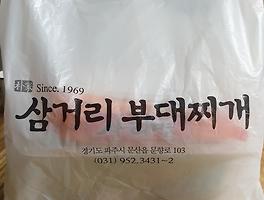 Since. 1969
삼거리 부대찌개
경기도 파주시 문산읍 문향로 103
(031) 952.3431~2